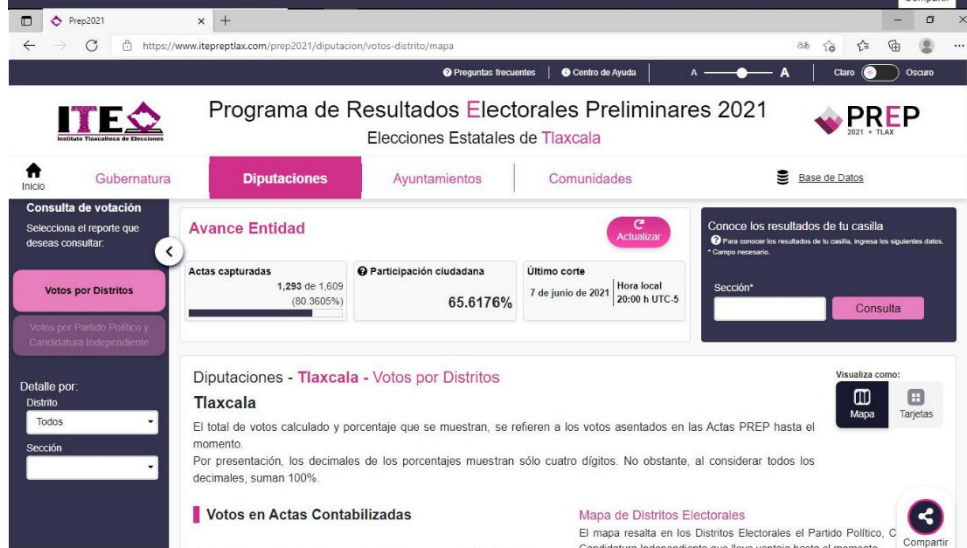 Compartir
Prep2021
https://www.itepreptlax.com/prep2021/diputacion/votos-distrito/mapa
Preguntas frecuentes
Centro de Ayuda
A
A
Claro
Oscuro
ITE
Instituto Tlaxcalteca de Elecciones
Programa de Resultados Electorales Preliminares 2021
Elecciones Estatales de Tlaxcala
PREP
2021 • TLAX
Inicio
Gubernatura
Diputaciones
Ayuntamientos
Comunidades
Base de Datos
Consulta de votación
Selecciona el reporte que
deseas consultar:
Votos por Distritos
Votos por Partido Político y
Candidatura Independiente
Detalle por:
Distrito
Todos
Sección
Avance Entidad
Actualizar
Actas capturadas
1,293 de 1,609
(80.3605%)
Participación ciudadana
65.6176%
Último corte
7 de junio de 2021
Hora local
20:00 h UTC-5
Conoce los resultados de tu casilla
Para conocer los resultados de tu casilla, ingresa los siguientes datos.
* Campo necesario.
Sección*
Consulta
Diputaciones - Tlaxcala - Votos por Distritos
Tlaxcala
El total de votos calculado y porcentaje que se muestran, se refieren a los votos asentados en las Actas PREP hasta el
momento.
Por presentación, los decimales de los porcentajes muestran sólo cuatro dígitos. No obstante, al considerar todos los
decimales, suman 100%.
Visualiza como:
Mapa
Tarjetas
Votos en Actas Contabilizadas
Mapa de Distritos Electorales
El mapa resalta en los Distritos Electorales el Partido Político, C
Candidatura Independiente que lleva ventaja hasta el momento
Compartir